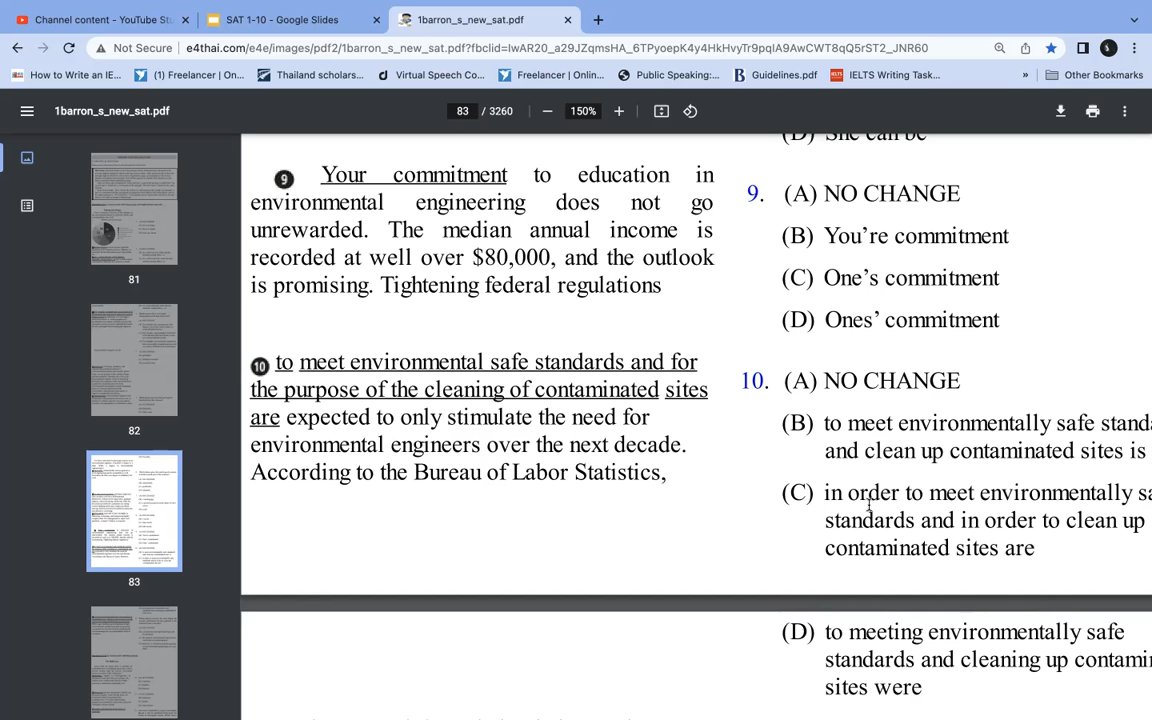 Channel content - YouTube St
SAT 1-10 - Google Slides
1barron_s_new_sat.pdf
Not Secure
e4thai.com/e4e/images/pdf2/1barron_s_new_sat.pdf?fbclid=IwAR20_a29JZqmsHA_6TPyoepK4y4HkHvyTr9pqIA9AwCWT8qQ5rST2_JNR60
How to Write an IE...
(1) Freelancer | On...
Thailand scholars...
Virtual Speech Co...
Freelancer | Onlin...
Public Speaking:...
Guidelines.pdf
IELTS Writing Task...
»
Other Bookmarks
1barron_s_new_sat.pdf
83 / 3260
150%
81
82
83
9 Your commitment to education in
environmental engineering does not go
unrewarded. The median annual income is
recorded at well over $80,000, and the outlook
is promising. Tightening federal regulations
10 to meet environmental safe standards and for
the purpose of the cleaning of contaminated sites
are expected to only stimulate the need for
environmental engineers over the next decade.
According to the Bureau of Labor Statistics,
(D) She can be
9. (A) NO CHANGE
(B) You're commitment
(C) One's commitment
(D) Ones' commitment
10. (A) NO CHANGE
(B) to meet environmentally safe standa
and clean up contaminated sites is
(C) in order to meet environmentally sa
standards and in order to clean up
contaminated sites are
(D) to meeting environmentally safe
standards and cleaning up contami
sites were